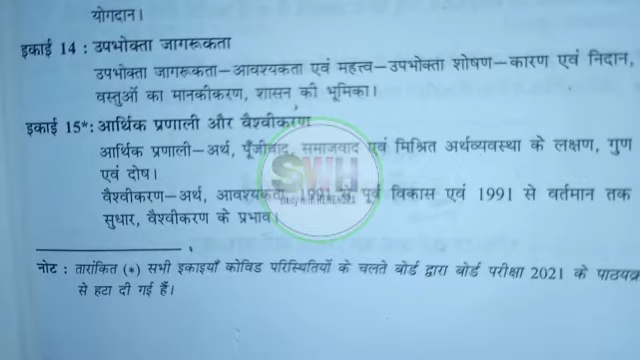 योगदान।
इकाई 14 : उपभोक्ता जागरूकता
उपभोक्ता जागरूकता–आवश्यकता एवं महत्त्व–उपभोक्ता शोषण–कारण एवं निदान,
वस्तुओं का मानकीकरण, शासन की भूमिका।
इकाई 15*: आर्थिक प्रणाली और वैश्वीकरण
आर्थिक प्रणाली–अर्थ, पूँजीवाद, समाजवाद एवं मिश्रित अर्थव्यवस्था के लक्षण, गुण
एवं दोष।
SWH
वैश्वीकरण–अर्थ, आवश्यकता, 1991 से पूर्व विकास एवं 1991 से वर्तमान तक
सुधार, वैश्वीकरण के प्रभाव।
नोट : तारांकित (*) सभी इकाइयाँ कोविड परिस्थितियों के चलते बोर्ड द्वारा बोर्ड परीक्षा 2021 के पाठ्यक्र
से हटा दी गई हैं।